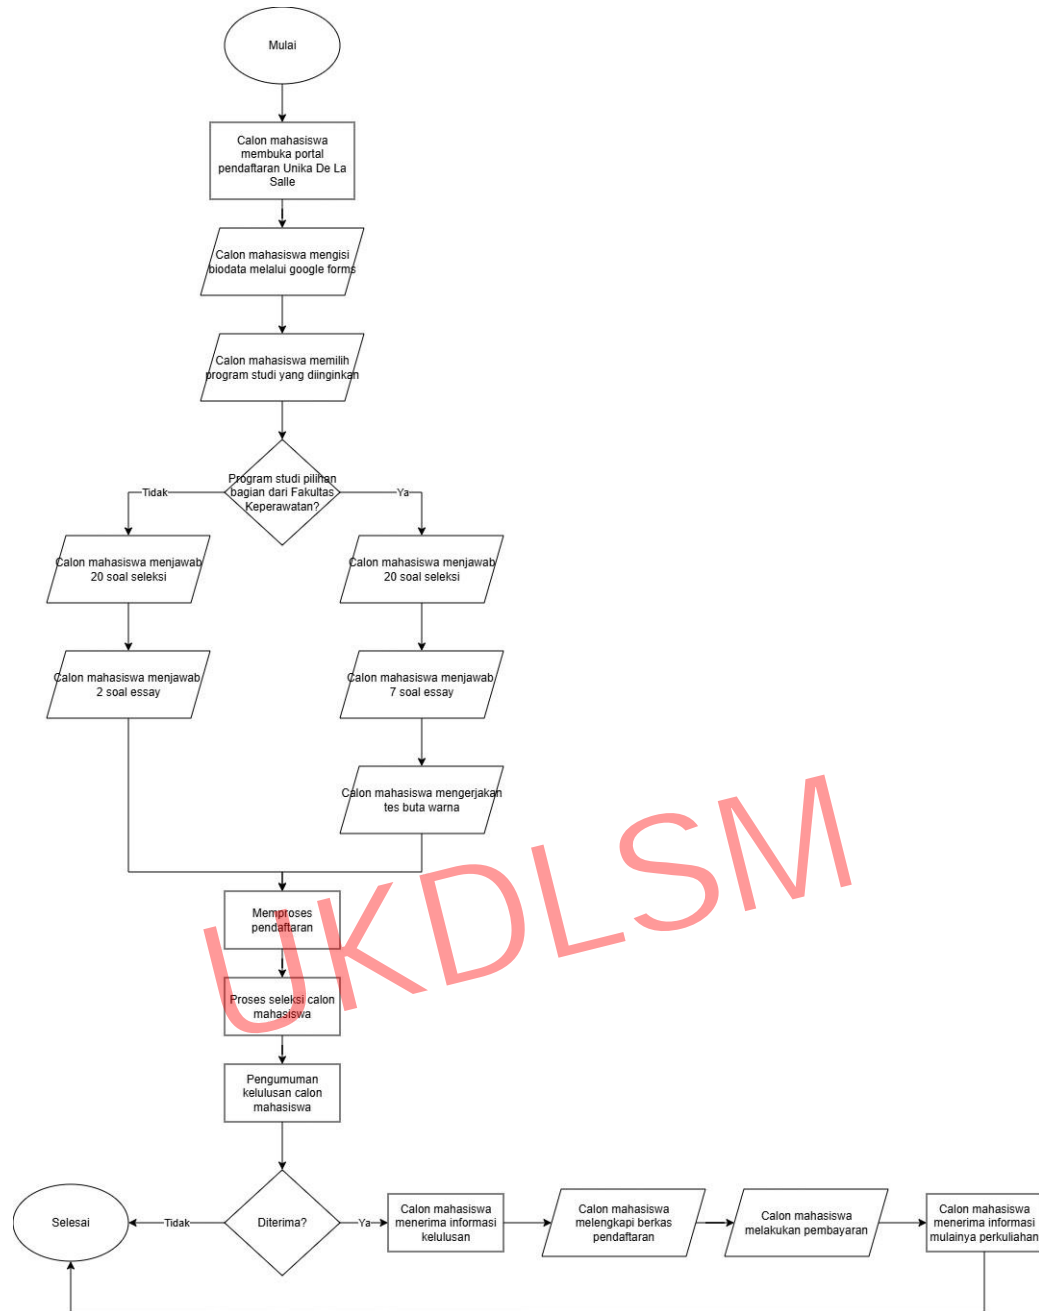 Mulai
Calon mahasiswa
membuka portal
pendaftaran Unika De La
Salle
Calon mahasiswa mengisi
biodata melalui google forms
Calon mahasiswa memilih
program studi yang diinginkan
Program studi pilihan
bagian dari Fakultas
Keperawatan?
Tidak
Ya
Calon mahasiswa menjawab
20 soal seleksi
Calon mahasiswa menjawab
20 soal seleksi
Calon mahasiswa menjawab
2 soal essay
Calon mahasiswa menjawab
7 soal essay
Calon mahasiswa mengerjakan
tes buta warna
UKDLSM
Memproses
pendaftaran
Proses seleksi calon
mahasiswa
Pengumuman
kelulusan calon
mahasiswa
Selesai
Tidak
Diterima?
Ya
Calon mahasiswa
menerima informasi
kelulusan
Calon mahasiswa
melengkapi berkas
pendaftaran
Calon mahasiswa
melakukan pembayaran
Calon mahasiswa
menerima informasi
mulainya perkuliahan